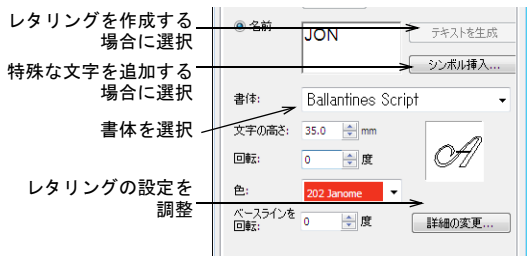 レタリングを作成する
場合に選択
特殊な文字を追加する
場合に選択
書体を選択
レタリングの設定を
調整
名前
JON
テキストを生成
シンボル挿入...
書体:
Ballantines Script
文字の高さ:
35.0
mm
回転:
0
度
色:
202 Janome
ベースラインを
回転:
0
度
詳細の変更...